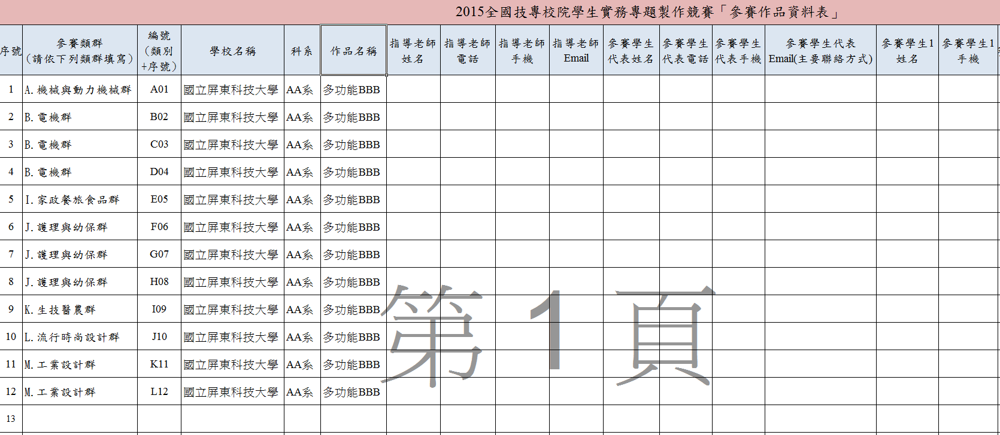 2015全國技專校院學生實務專題製作競賽「參賽作品資料表」
序號 參賽類群 (請依下列類群填寫) 編號 (類別 +序號) 學校名稱 科系 作品名稱 指導老師 姓名 指導老師 電話 指導老師 手機 指導老師 Email 參賽學生 代表姓名 參賽學生 代表電話 參賽學生 代表手機 參賽學生代表 Email(主要聯絡方式) 參賽學生1 姓名 參賽學生1 手機
1 A.機械與動力機械群 A01 國立屏東科技大學 AA系 多功能BBB
2 B.電機群 B02 國立屏東科技大學 AA系 多功能BBB
3 B.電機群 C03 國立屏東科技大學 AA系 多功能BBB
4 B.電機群 D04 國立屏東科技大學 AA系 多功能BBB
5 I.家政餐旅食品群 E05 國立屏東科技大學 AA系 多功能BBB
6 J.護理與幼保群 F06 國立屏東科技大學 AA系 多功能BBB
7 J.護理與幼保群 G07 國立屏東科技大學 AA系 多功能BBB
8 J.護理與幼保群 H08 國立屏東科技大學 AA系 多功能BBB
9 K.生技醫農群 I09 國立屏東科技大學 AA系 多功能BBB
10 L.流行時尚設計群 J10 國立屏東科技大學 AA系 多功能BBB
11 M.工業設計群 K11 國立屏東科技大學 AA系 多功能BBB
12 M.工業設計群 L12 國立屏東科技大學 AA系 多功能BBB
13
第 1 頁